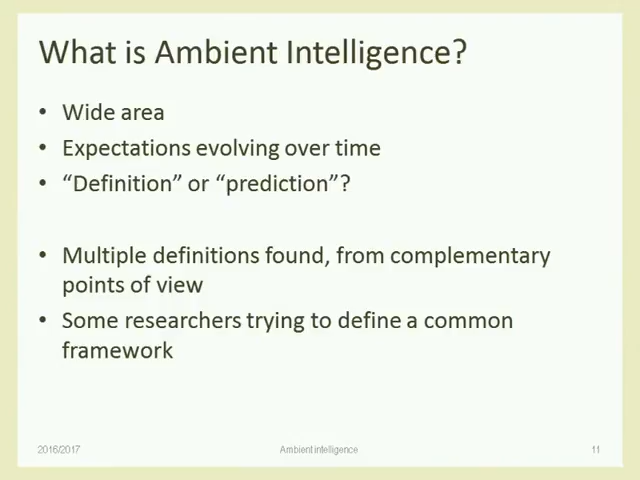 What is Ambient Intelligence?
• Wide area
• Expectations evolving over time
• “Definition” or “prediction”?
• Multiple definitions found, from complementary
points of view
• Some researchers trying to define a common
framework
2016/2017 Ambient intelligence 11